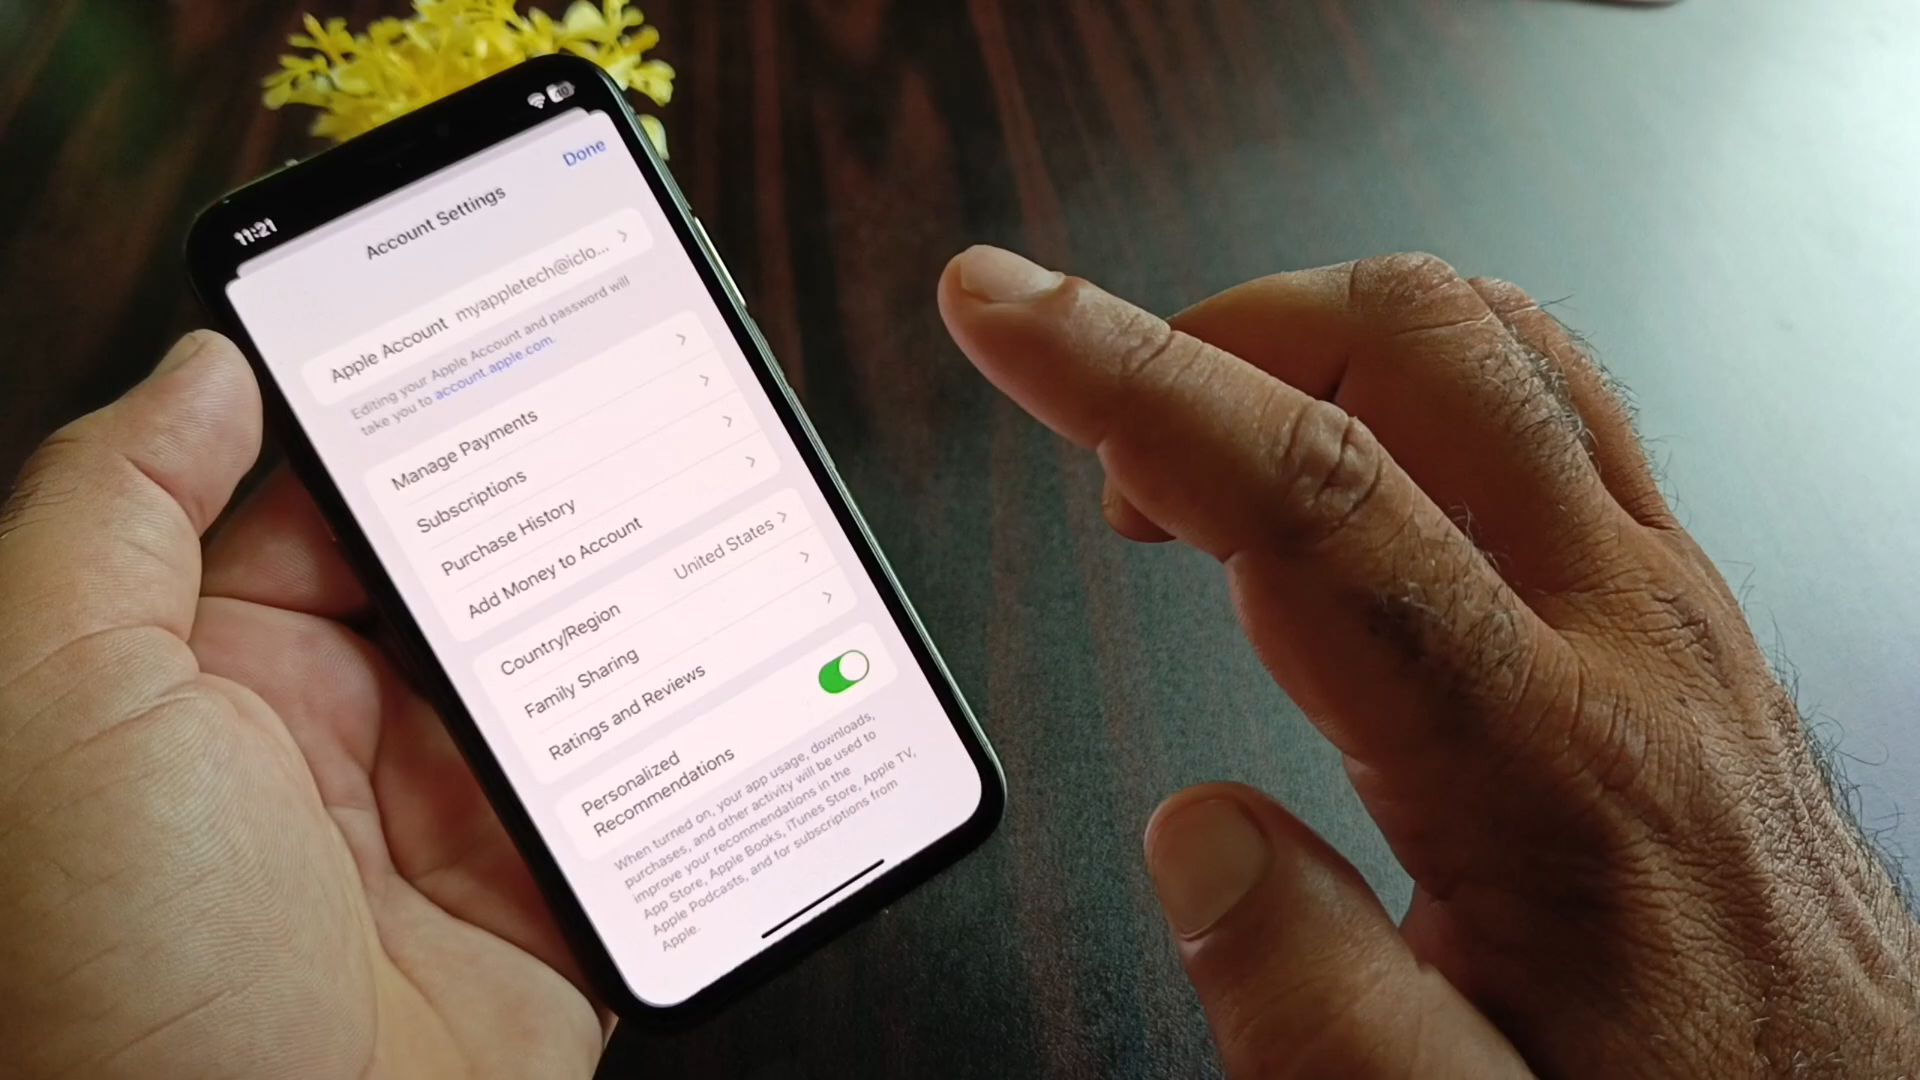 11:21
10
Done
Account Settings
Apple Account myappletech@iclo...
Editing your Apple Account and password will
take you to account.apple.com.
Manage Payments
Subscriptions
Purchase History
Add Money to Account
Country/Region United States
Family Sharing
Ratings and Reviews
Personalized
Recommendations
When turned on, your app usage, downloads,
purchases, and other activity will be used to
improve your recommendations in the
App Store, Apple Books, iTunes Store, Apple TV,
Apple Podcasts, and for subscriptions from
Apple.